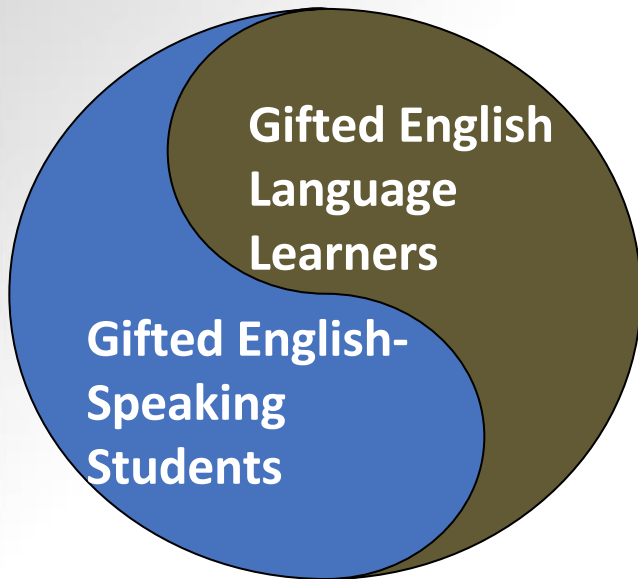 Gifted English
Language
Learners
Gifted English-
Speaking
Students